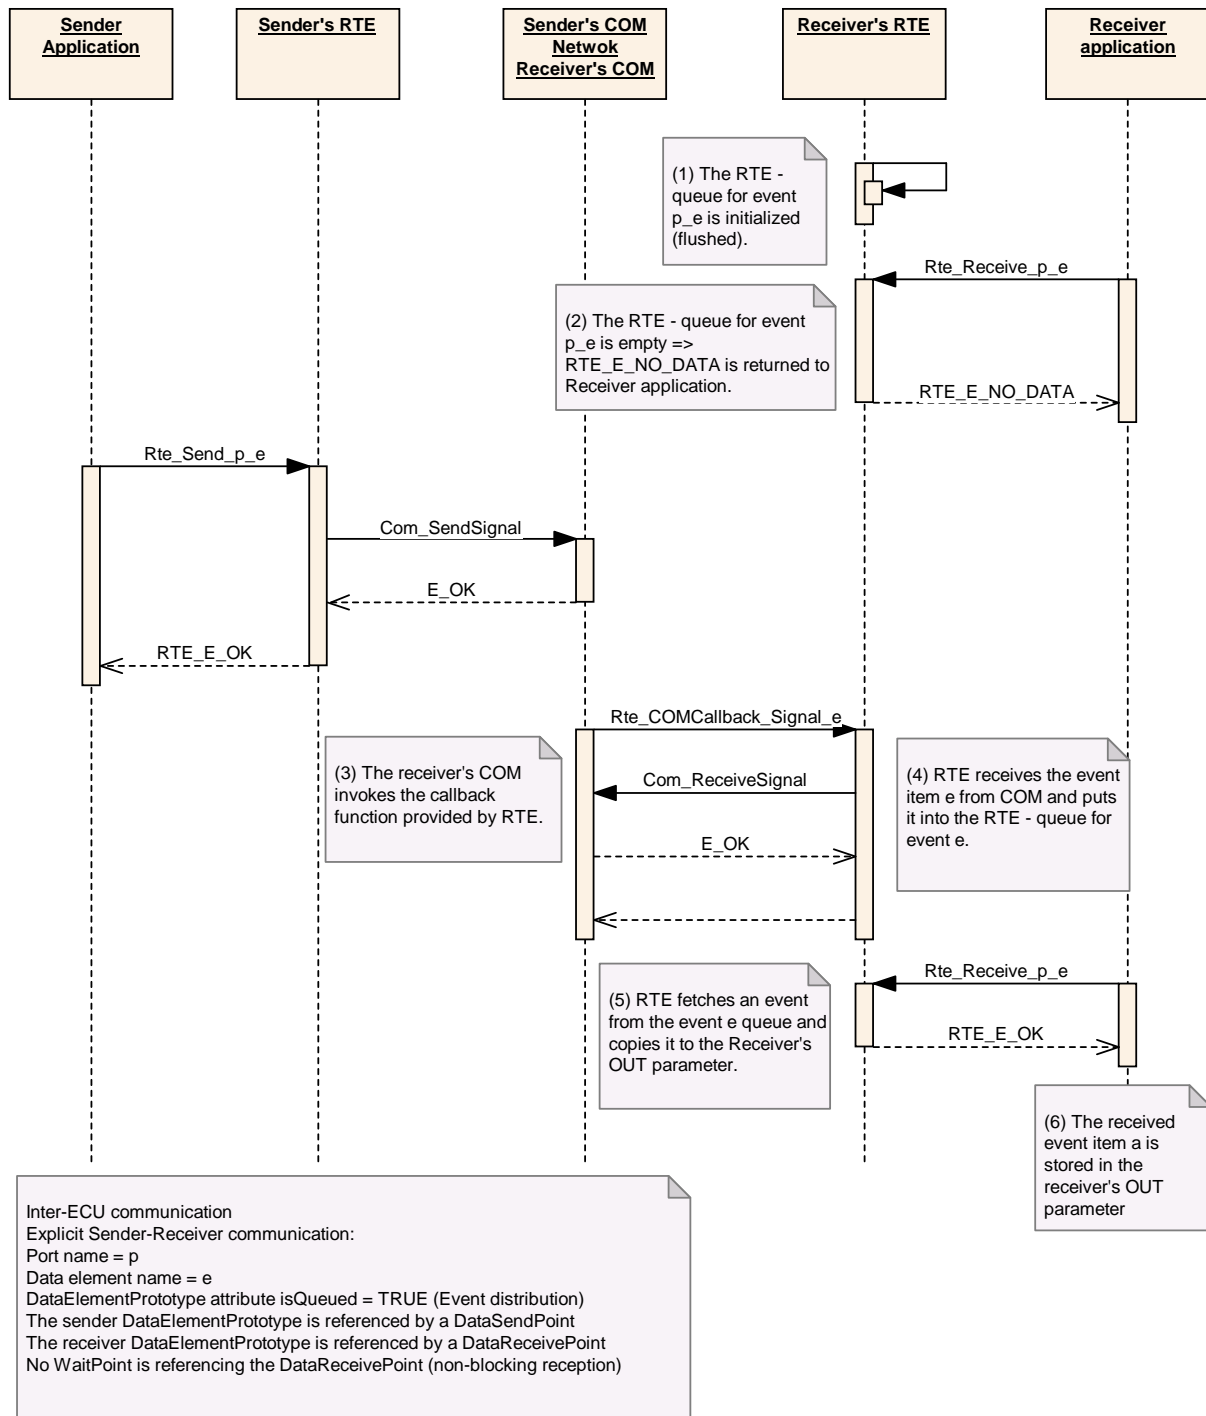 Sender
Application
Sender's RTE
Sender's COM
Netwok
Receiver's COM
Receiver's RTE
Receiver
application
(1) The RTE -
queue for event
p_e is initialized
(flushed).
Rte_Receive_p_e
(2) The RTE - queue for event
p_e is empty =>
RTE_E_NO_DATA is returned to
Receiver application.
RTE_E_NO_DATA
Rte_Send_p_e
Com_SendSignal
E_OK
RTE_E_OK
Rte_COMCallback_Signal_e
(3) The receiver's COM
invokes the callback
function provided by RTE.
Com_ReceiveSignal
(4) RTE receives the event
item e from COM and puts
it into the RTE - queue for
event e.
E_OK
Rte_Receive_p_e
(5) RTE fetches an event
from the event e queue and
copies it to the Receiver's
OUT parameter.
RTE_E_OK
(6) The received
event item a is
stored in the
receiver's OUT
parameter
Inter-ECU communication
Explicit Sender-Receiver communication:
Port name = p
Data element name = e
DataElementPrototype attribute isQueued = TRUE (Event distribution)
The sender DataElementPrototype is referenced by a DataSendPoint
The receiver DataElementPrototype is referenced by a DataReceivePoint
No WaitPoint is referencing the DataReceivePoint (non-blocking reception)